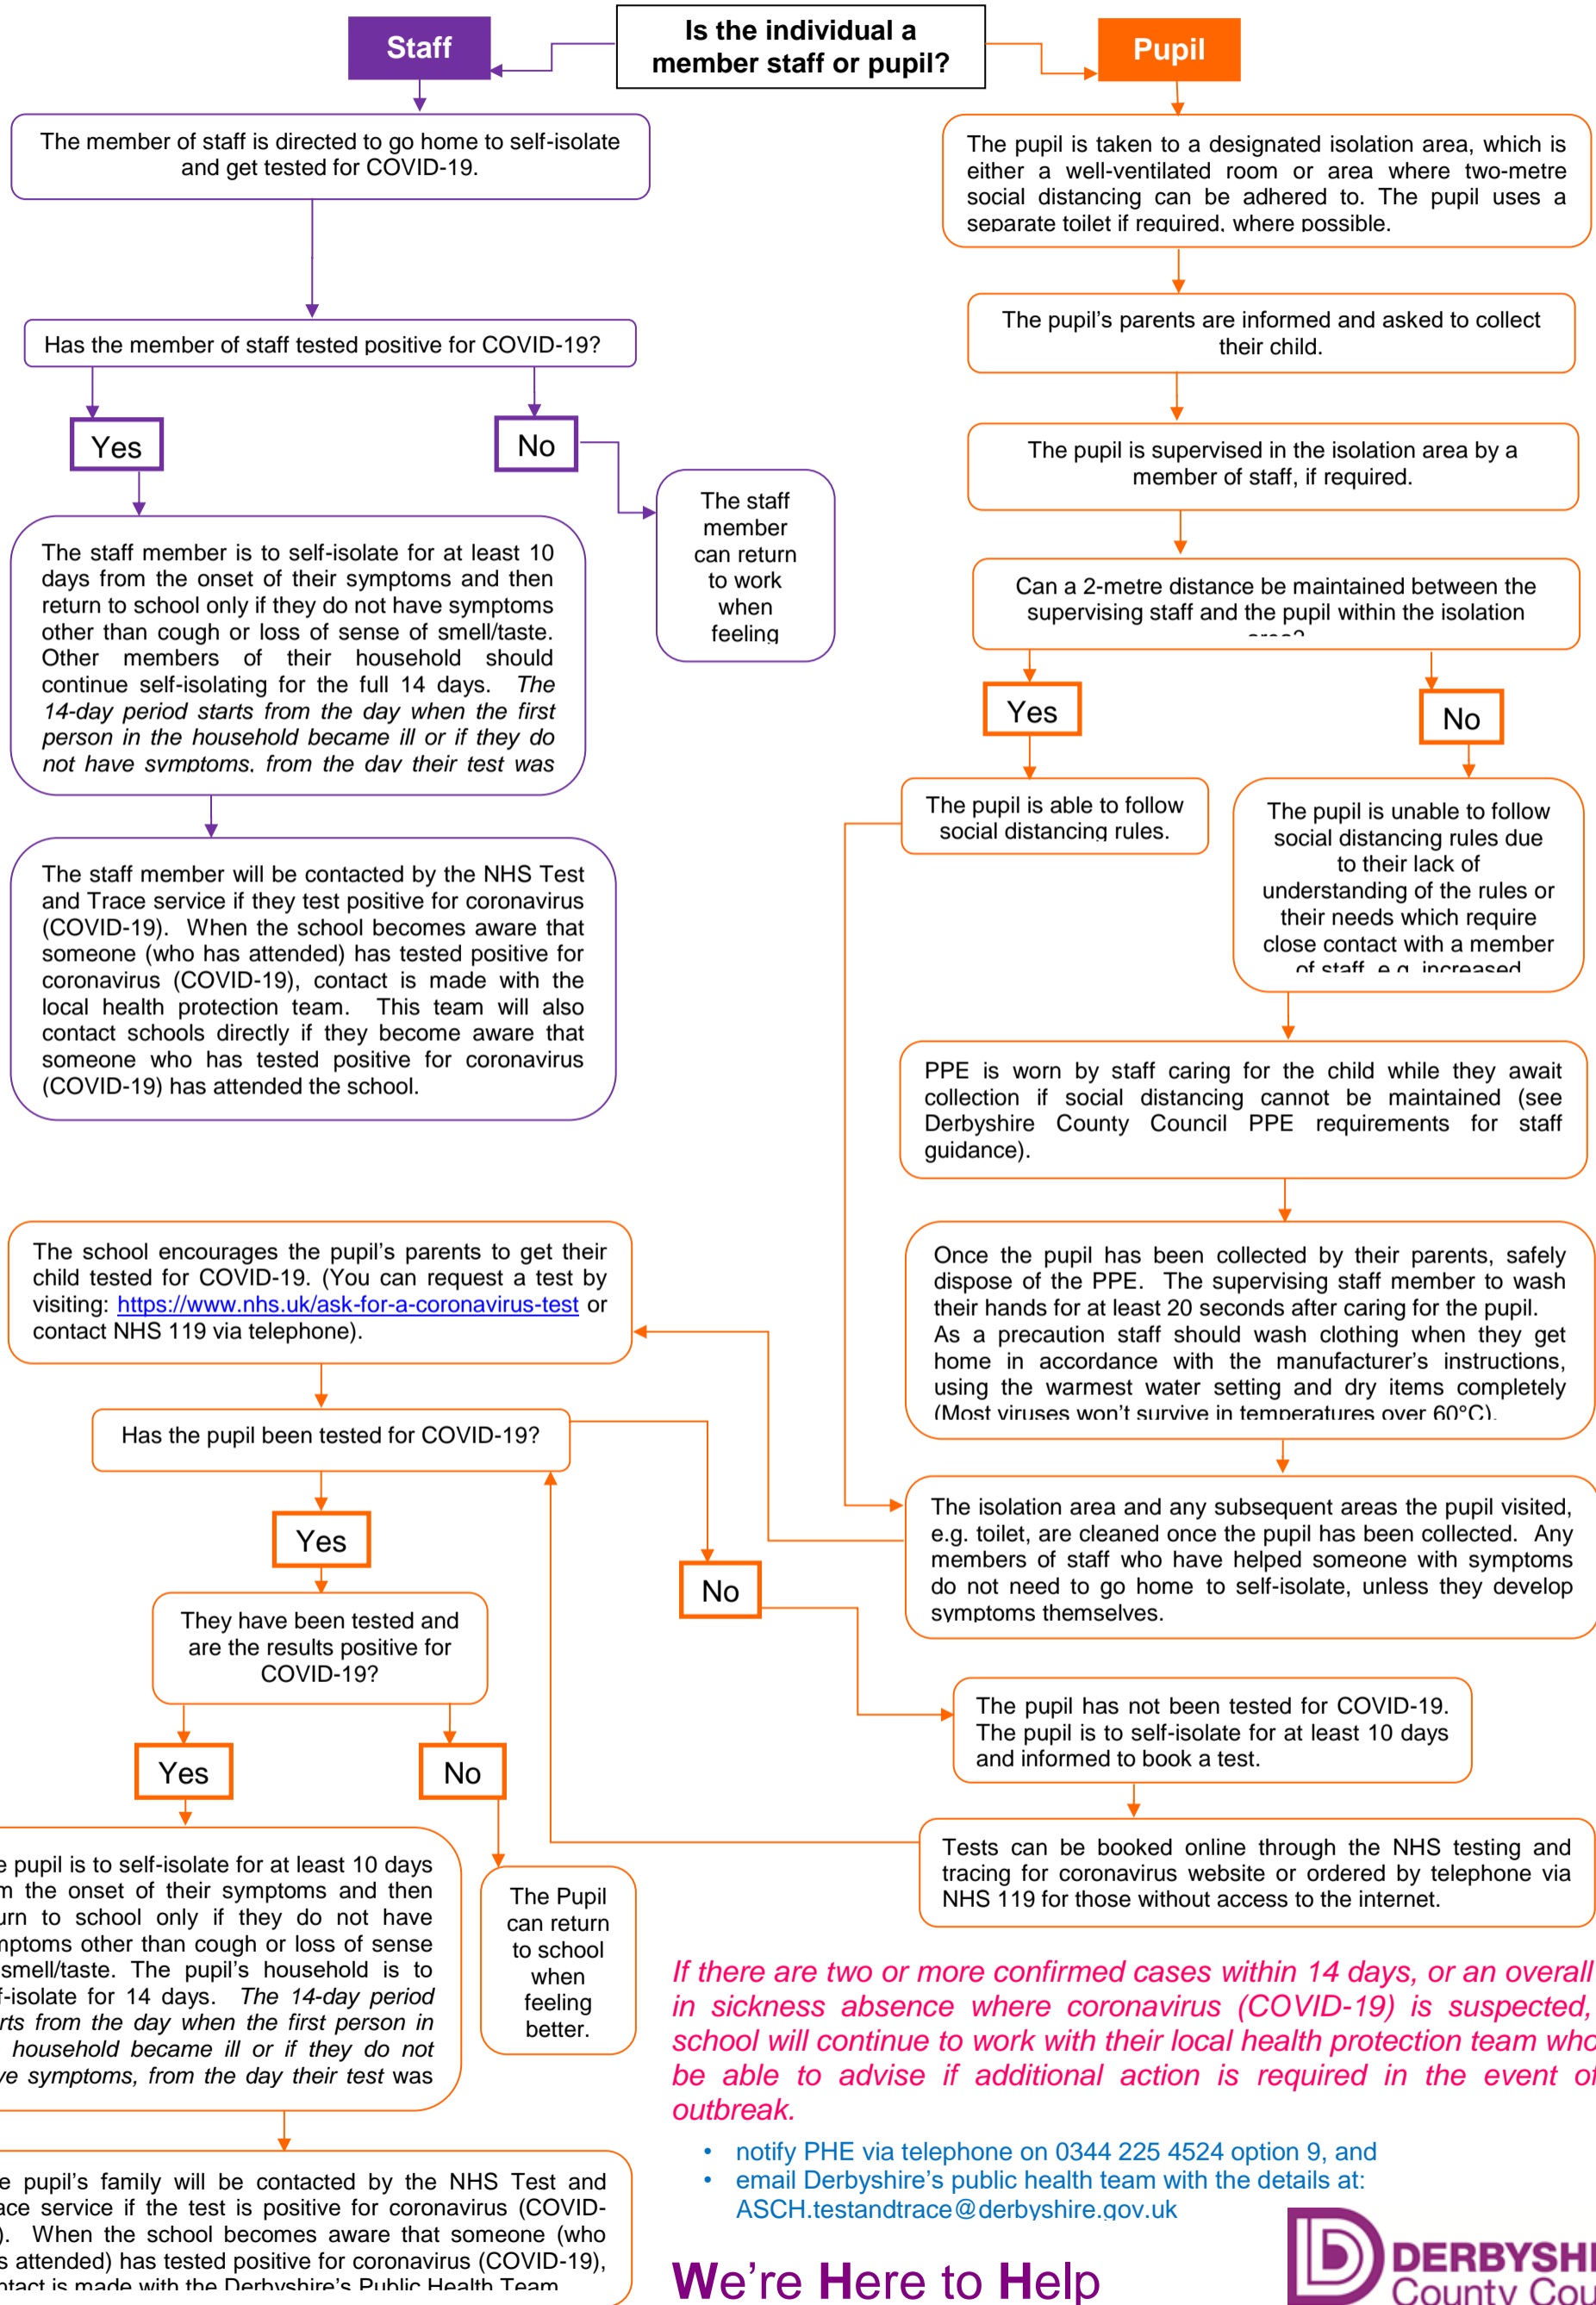 Is the individual a
member staff or pupil?
Staff
Pupil
The member of staff is directed to go home to self-isolate
and get tested for COVID-19.
Has the member of staff tested positive for COVID-19?
Yes
No
The staff
member
can return
to work
when
feeling
The staff member is to self-isolate for at least 10
days from the onset of their symptoms and then
return to school only if they do not have symptoms
other than cough or loss of sense of smell/taste.
Other members of their household should
continue self-isolating for the full 14 days. The
14-day period starts from the day when the first
person in the household became ill or if they do
not have symptoms, from the day their test was
The staff member will be contacted by the NHS Test
and Trace service if they test positive for coronavirus
(COVID-19). When the school becomes aware that
someone (who has attended) has tested positive for
coronavirus (COVID-19), contact is made with the
local health protection team. This team will also
contact schools directly if they become aware that
someone who has tested positive for coronavirus
(COVID-19) has attended the school.
The pupil is taken to a designated isolation area, which is
either a well-ventilated room or area where two-metre
social distancing can be adhered to. The pupil uses a
separate toilet if required, where possible.
The pupil's parents are informed and asked to collect
their child.
The pupil is supervised in the isolation area by a
member of staff, if required.
Can a 2-metre distance be maintained between the
supervising staff and the pupil within the isolation
area?
Yes
No
The pupil is able to follow
social distancing rules.
The pupil is unable to follow
social distancing rules due
to their lack of
understanding of the rules or
their needs which require
close contact with a member
of staff, e.g. increased
PPE is worn by staff caring for the child while they await
collection if social distancing cannot be maintained (see
Derbyshire County Council PPE requirements for staff
guidance).
Once the pupil has been collected by their parents, safely
dispose of the PPE. The supervising staff member to wash
their hands for at least 20 seconds after caring for the pupil.
As a precaution staff should wash clothing when they get
home in accordance with the manufacturer's instructions,
using the warmest water setting and dry items completely
(Most viruses won't survive in temperatures over 60°C).
The isolation area and any subsequent areas the pupil visited,
e.g. toilet, are cleaned once the pupil has been collected. Any
members of staff who have helped someone with symptoms
do not need to go home to self-isolate, unless they develop
symptoms themselves.
The school encourages the pupil's parents to get their
child tested for COVID-19. (You can request a test by
visiting: https://www.nhs.uk/ask-for-a-coronavirus-test or
contact NHS 119 via telephone).
Has the pupil been tested for COVID-19?
Yes
No
They have been tested and
are the results positive for
COVID-19?
The pupil has not been tested for COVID-19.
The pupil is to self-isolate for at least 10 days
and informed to book a test.
Tests can be booked online through the NHS testing and
tracing for coronavirus website or ordered by telephone via
NHS 119 for those without access to the internet.
Yes
No
The Pupil
can return
to school
when
feeling
better.
pupil is to self-isolate for at least 10 days
the onset of their symptoms and then
to school only if they do not have
other than cough or loss of sense
smell/taste. The pupil's household is to
for 14 days. The 14-day period
from the day when the first person in
household became ill or if they do not
symptoms, from the day their test was
pupil's family will be contacted by the NHS Test and
service if the test is positive for coronavirus (COVID-
When the school becomes aware that someone (who
attended) has tested positive for coronavirus (COVID-19),
is made with the Derbyshire's Public Health Team
If there are two or more confirmed cases within 14 days, or an overall
in sickness absence where coronavirus (COVID-19) is suspected,
school will continue to work with their local health protection team who
be able to advise if additional action is required in the event of
outbreak.
• notify PHE via telephone on 0344 225 4524 option 9, and
• email Derbyshire's public health team with the details at:
ASCH.testandtrace@derbyshire.gov.uk
We're Here to Help
DERBYSHI
County Cou